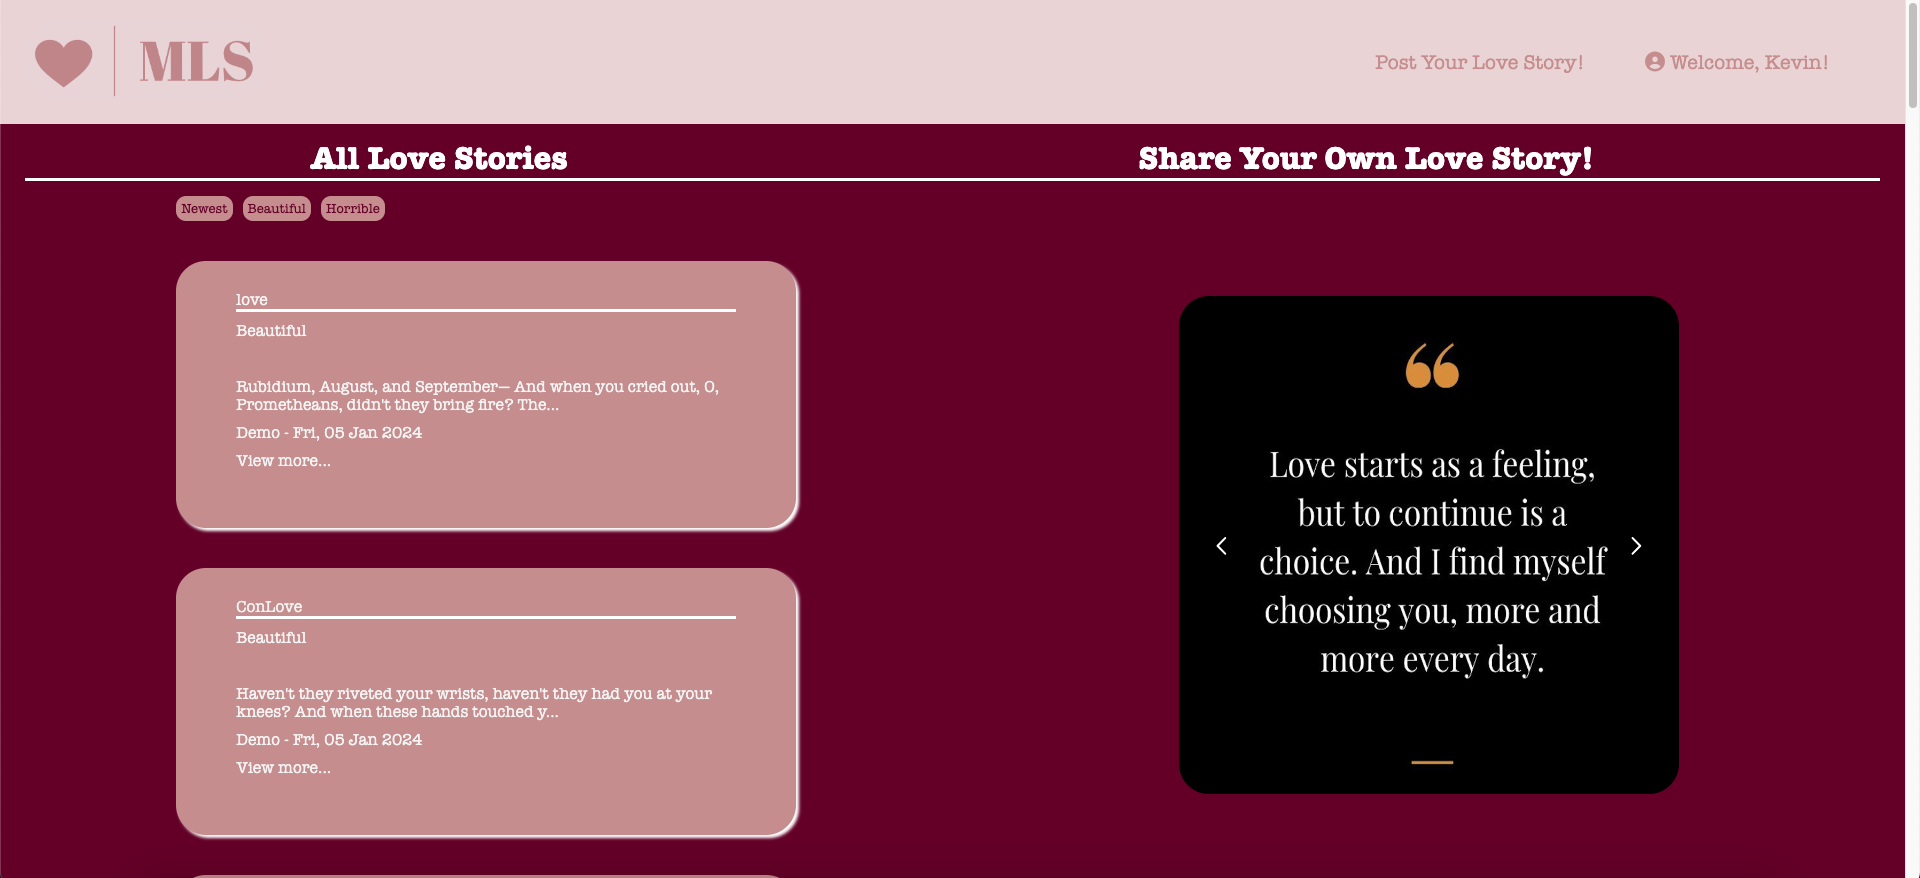 MLS
Post Your Love Story!
Welcome, Kevin!
All Love Stories
Share Your Own Love Story!
Newest
Beautiful
Horrible
love
Beautiful
Rubidium, August, and September— And when you cried out, O,
Prometheans, didn't they bring fire? The...
Demo - Fri, 05 Jan 2024
View more...
ConLove
Beautiful
Haven't they riveted your wrists, haven't they had you at your
knees? And when these hands touched y...
Demo - Fri, 05 Jan 2024
View more...
“
Love starts as a feeling,
but to continue is a
choice. And I find myself
choosing you, more and
more every day.